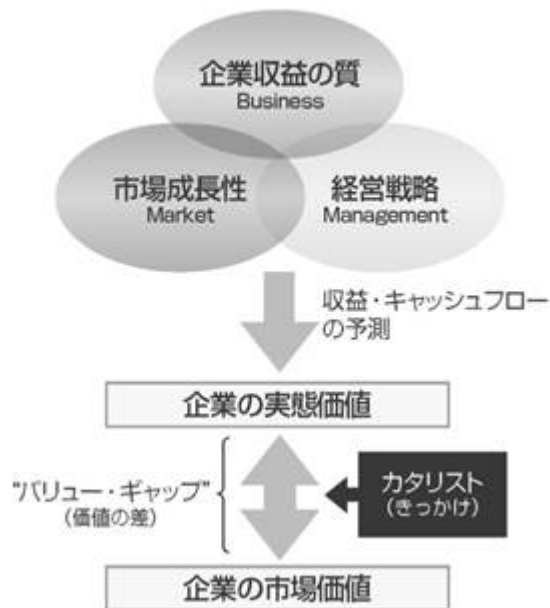 企業収益の質
Business
市場成長性
Market
経営戦略
Management
収益・キャッシュフロー
の予測
企業の実態価値
"バリュー・ギャップ"
(価値の差)
カタリスト
(きっかけ)
企業の市場価値